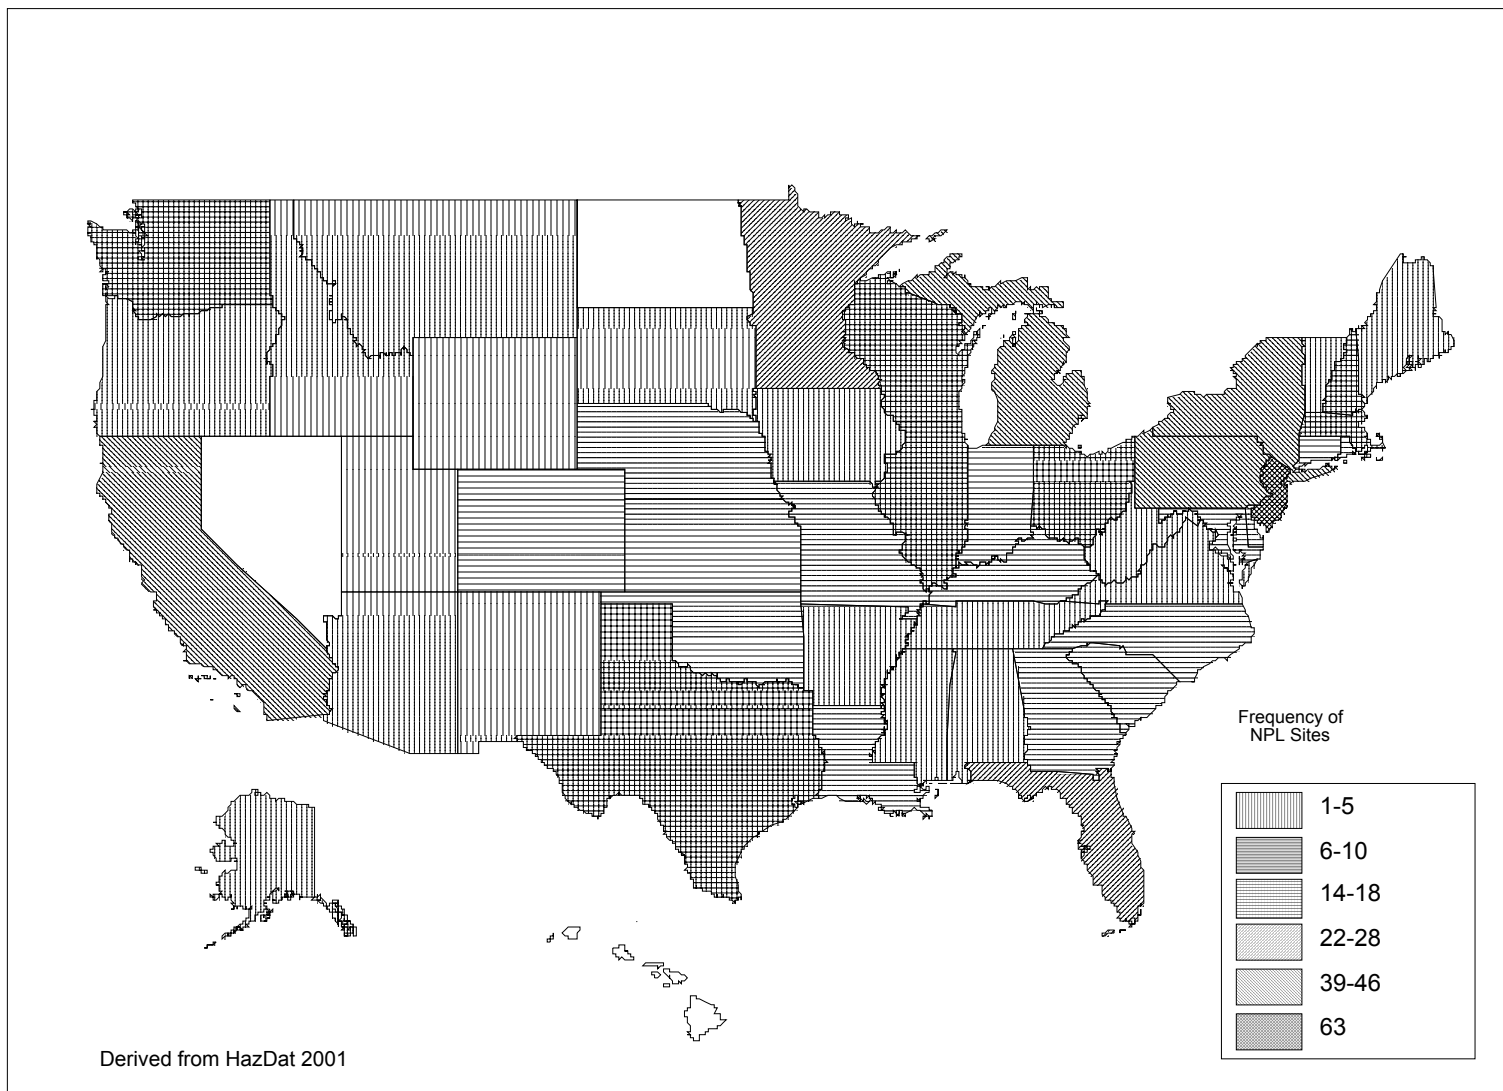 Frequency of
NPL Sites
1-5
6-10
14-18
22-28
39-46
63
Derived from HazDat 2001